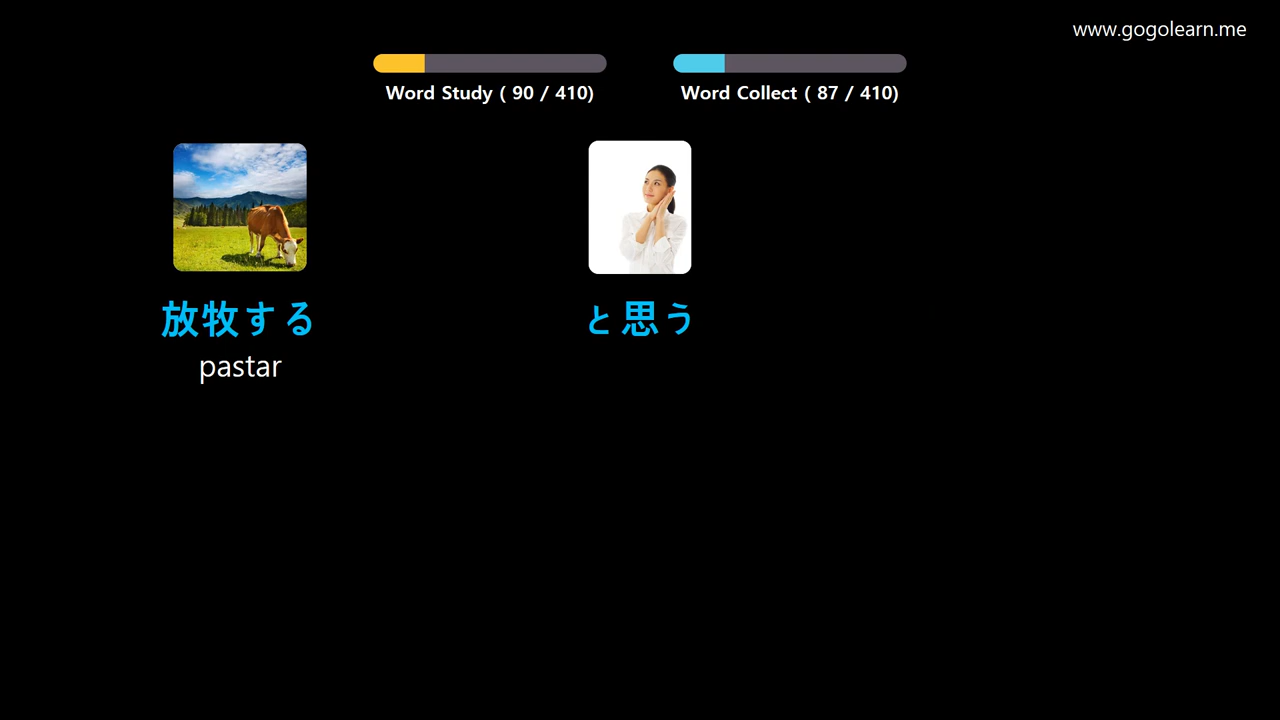 www.gogolearn.me
Word Study ( 90 / 410)
Word Collect ( 87 / 410)
放牧する
pastar
と思う